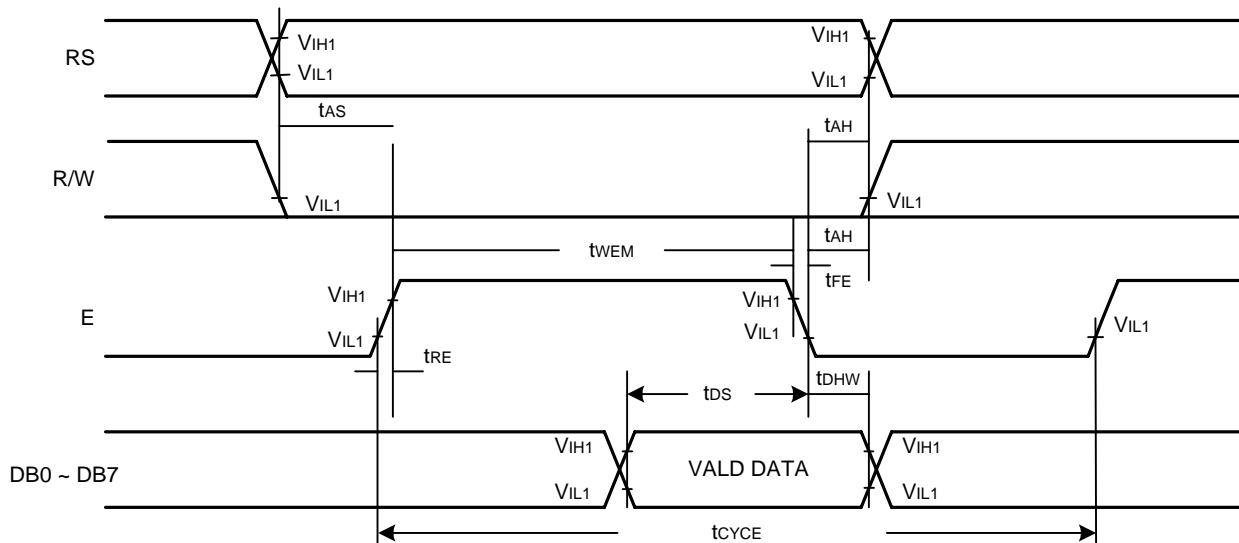 RS
VIH1
VIL1
VIH1
VIL1
tAS
tAH
R/W
VIL1
VIL1
tWEM
tAH
tFE
E
VIH1
VIL1
VIH1
VIL1
VIL1
tRE
tDS
tDHW
DB0 ~ DB7
VIH1
VIL1
VALD DATA
VIH1
VIL1
tCYCE